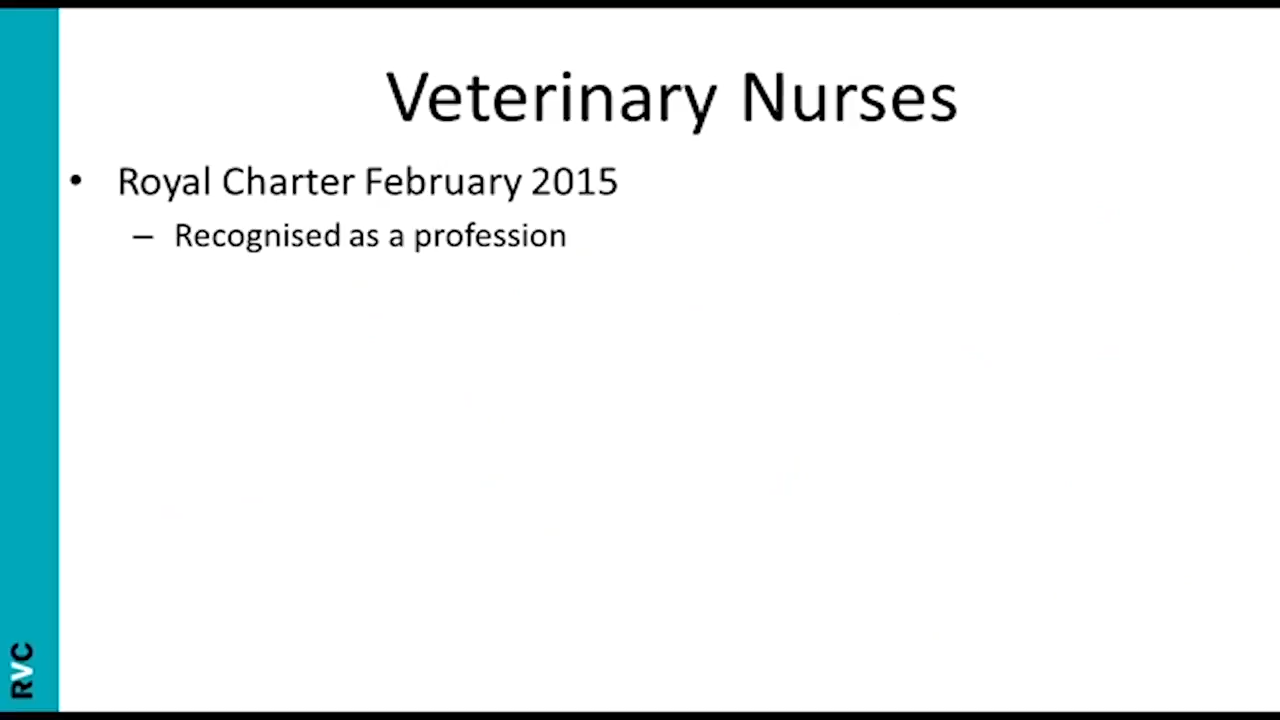 Veterinary Nurses
• Royal Charter February 2015
– Recognised as a profession
RVC